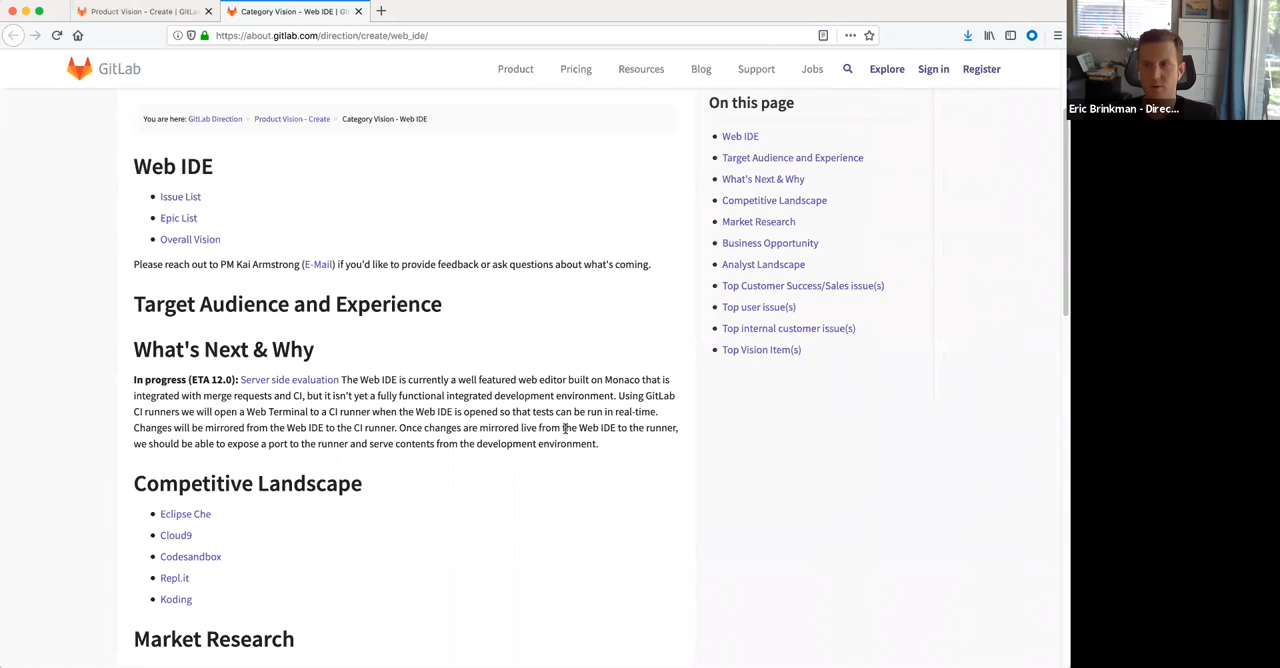 Product Vision - Create | GitLab
Category Vision - Web IDE | Gi
https://about.gitlab.com/direction/create/web_ide/
GitLab
Product
Pricing
Resources
Blog
Support
Jobs
Explore
Sign in
Register
Eric Brinkman - Direc...
You are here: GitLab Direction
Product Vision - Create
Category Vision - Web IDE
Web IDE
Issue List
Epic List
Overall Vision
Please reach out to PM Kai Armstrong (E-Mail) if you'd like to provide feedback or ask questions about what's coming.
Target Audience and Experience
What's Next & Why
In progress (ETA 12.0): Server side evaluation The Web IDE is currently a well featured web editor built on Monaco that is
integrated with merge requests and CI, but it isn't yet a fully functional integrated development environment. Using GitLab
CI runners we will open a Web Terminal to a CI runner when the Web IDE is opened so that tests can be run in real-time.
Changes will be mirrored from the Web IDE to the CI runner. Once changes are mirrored live from the Web IDE to the runner,
we should be able to expose a port to the runner and serve contents from the development environment.
Competitive Landscape
Eclipse Che
Cloud9
Codesandbox
Repl.it
Koding
Market Research
On this page
Web IDE
Target Audience and Experience
What's Next & Why
Competitive Landscape
Market Research
Business Opportunity
Analyst Landscape
Top Customer Success/Sales issue(s)
Top user issue(s)
Top internal customer issue(s)
Top Vision Item(s)